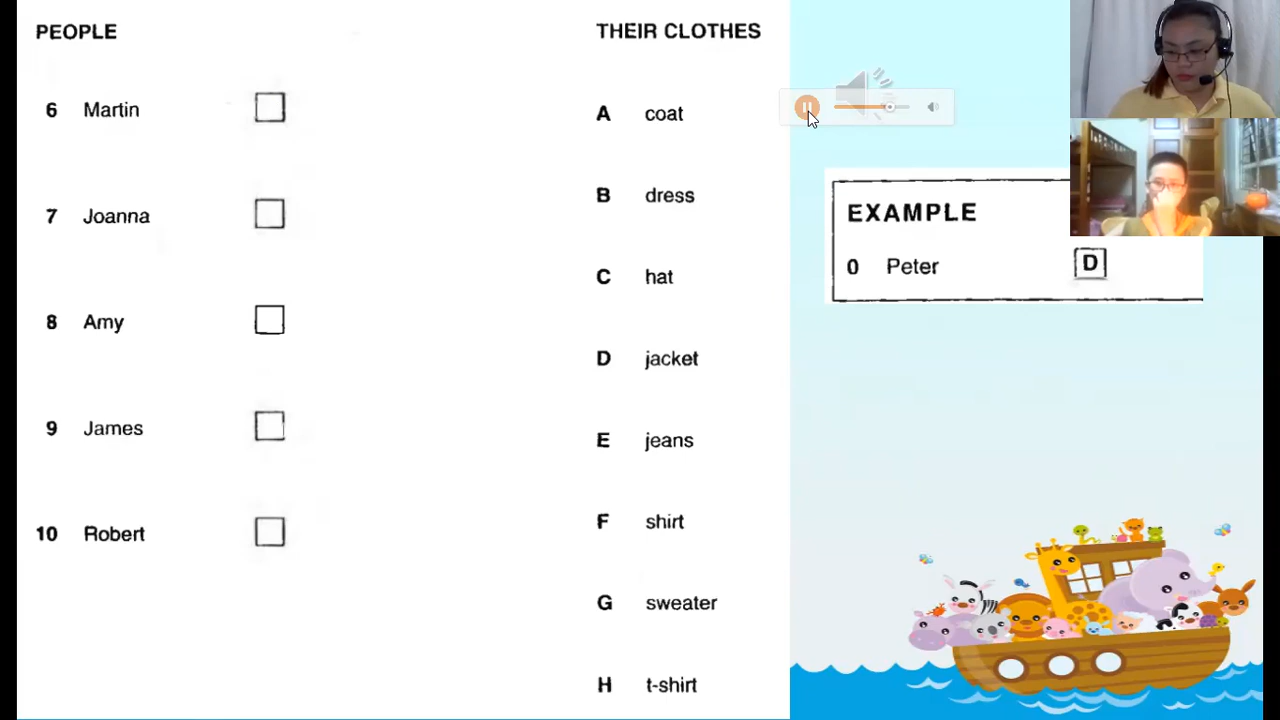 PEOPLE
6 Martin
7 Joanna
8 Amy
9 James
10 Robert
THEIR CLOTHES
A coat
B dress
C hat
D jacket
E jeans
F shirt
G sweater
H t-shirt
EXAMPLE
0 Peter D